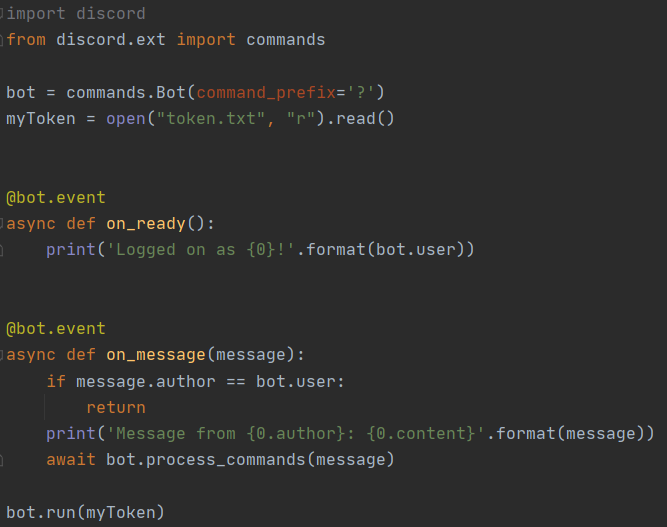 import discord
from discord.ext import commands

bot = commands.Bot(command_prefix='?')
myToken = open("token.txt", "r").read()


@bot.event
async def on_ready():
    print('Logged on as {0}!'.format(bot.user))


@bot.event
async def on_message(message):
    if message.author == bot.user:
        return
    print('Message from {0.author}: {0.content}'.format(message))
    await bot.process_commands(message)

bot.run(myToken)